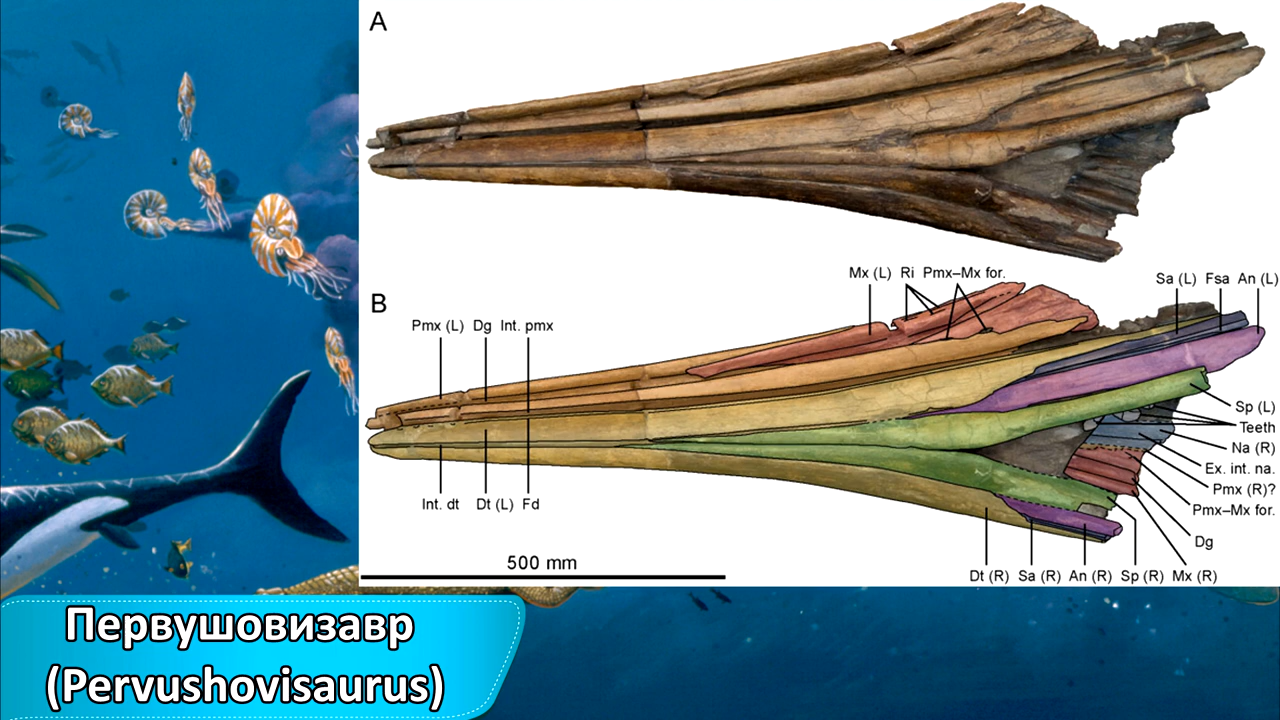 A
B
Mx (L) Ri Pmx–Mx for.
Sa (L) Fsa An (L)
Pmx (L) Dg Int. pmx
Sp (L)
Teeth
Na (R)
Ex. int. na.
Pmx (R)?
Pmx–Mx for.
Dg
Int. dt Dt (L) Fd
500 mm
Dt (R) Sa (R) An (R) Sp (R) Mx (R)
Первушовизавр
(Pervushovisaurus)